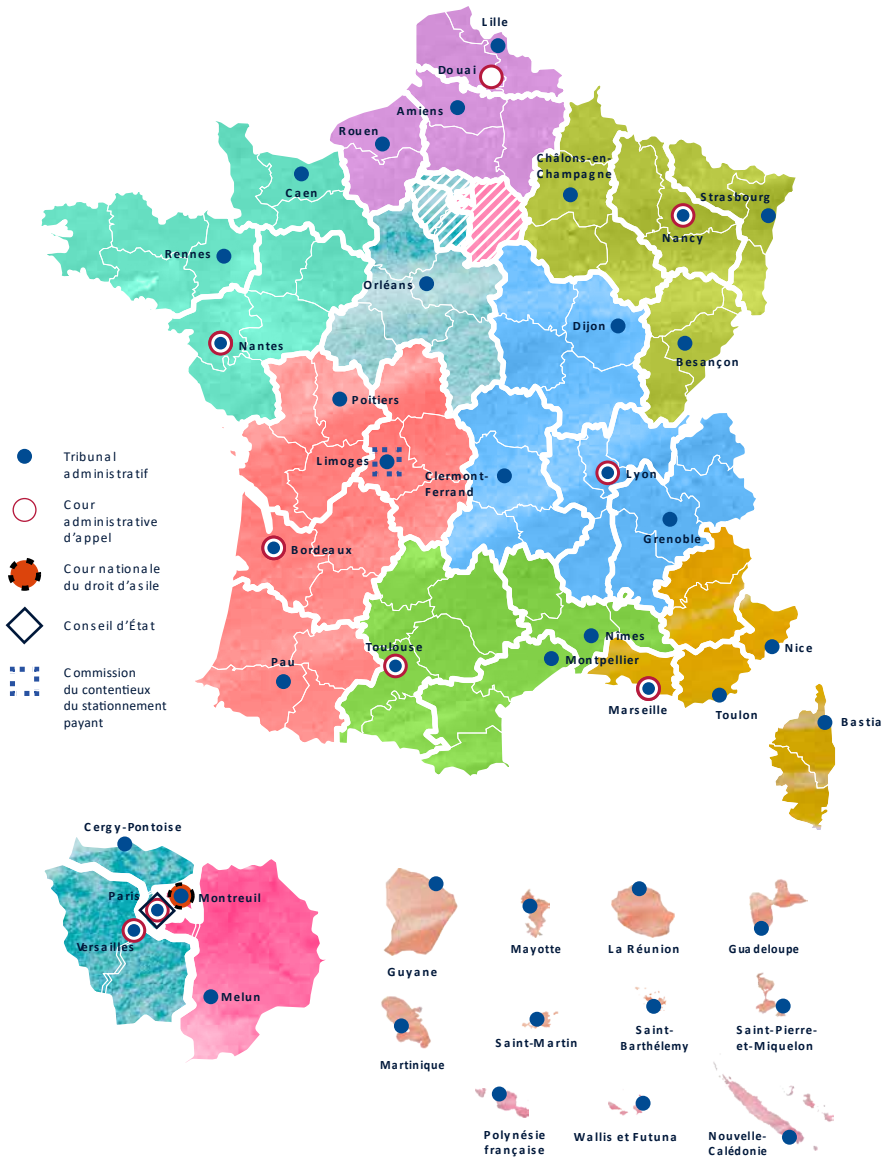 Lille
Douai
Amiens
Rouen
Châlons-en-
Champagne
Caen
Strasbourg
Nancy
Rennes
Orléans
Dijon
Nantes
Besançon
Poitiers
Limoges
Clermont-
Ferrand
Lyon
Grenoble
Bordeaux
Toulouse
Nîmes
Montpellier
Pau
Nice
Marseille
Toulon
Bastia
Tribunal
administratif
Cour
administrative
d'appel
Cour nationale
du droit d'asile
Conseil d'État
Commission
du contentieux
du stationnement
payant
Cergy-Pontoise
Paris
Montreuil
Versailles
Melun
Guyane
Mayotte
La Réunion
Guadeloupe
Martinique
Saint-Martin
Saint-
Barthélemy
Saint-Pierre-
et-Miquelon
Polynésie
française
Wallis et Futuna
Nouvelle-
Calédonie